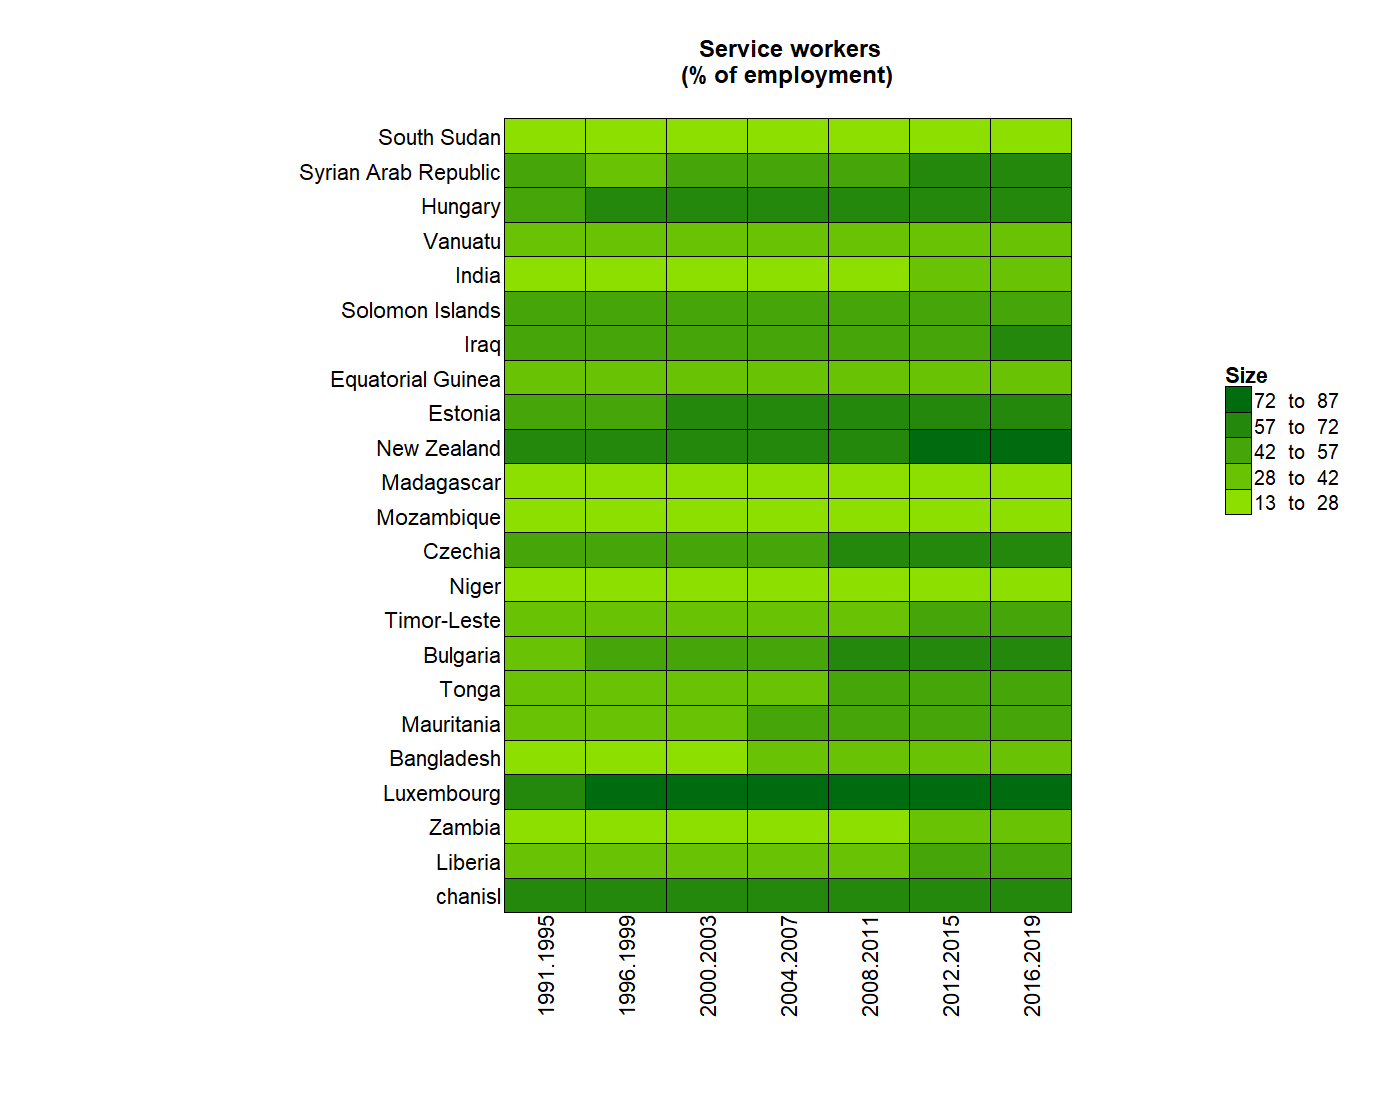 Service workers
(% of employment)
South Sudan
Syrian Arab Republic
Hungary
Vanuatu
India
Solomon Islands
Iraq
Equatorial Guinea
Estonia
New Zealand
Madagascar
Mozambique
Czechia
Niger
Timor-Leste
Bulgaria
Tonga
Mauritania
Bangladesh
Luxembourg
Zambia
Liberia
chanisl
1991.1995
1996.1999
2000.2003
2004.2007
2008.2011
2012.2015
2016.2019
Size
72 to 87
57 to 72
42 to 57
28 to 42
13 to 28